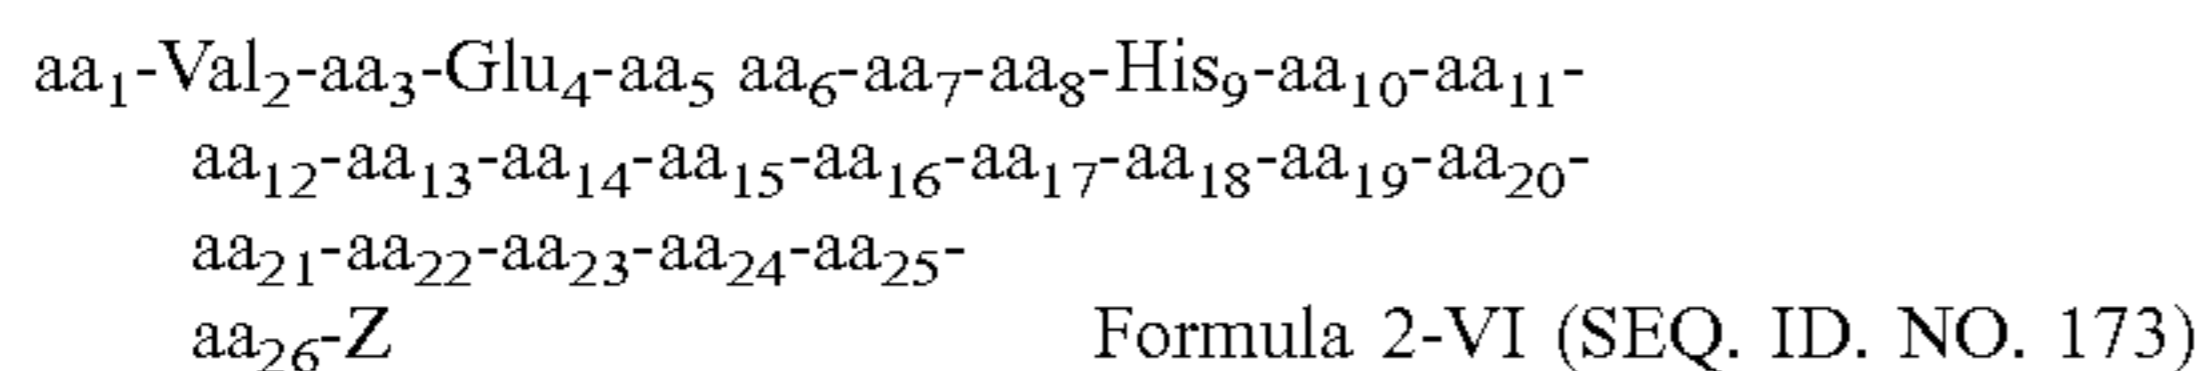 aa₁-Val₂-aa₃-Glu₄-aa₅ aa₆-aa₇-aa₈-His₉-aa₁₀-aa₁₁-
aa₁₂-aa₁₃-aa₁₄-aa₁₅-aa₁₆-aa₁₇-aa₁₈-aa₁₉-aa₂₀-
aa₂₁-aa₂₂-aa₂₃-aa₂₄-aa₂₅-
aa₂₆-Z Formula 2-VI (SEQ. ID. NO. 173)